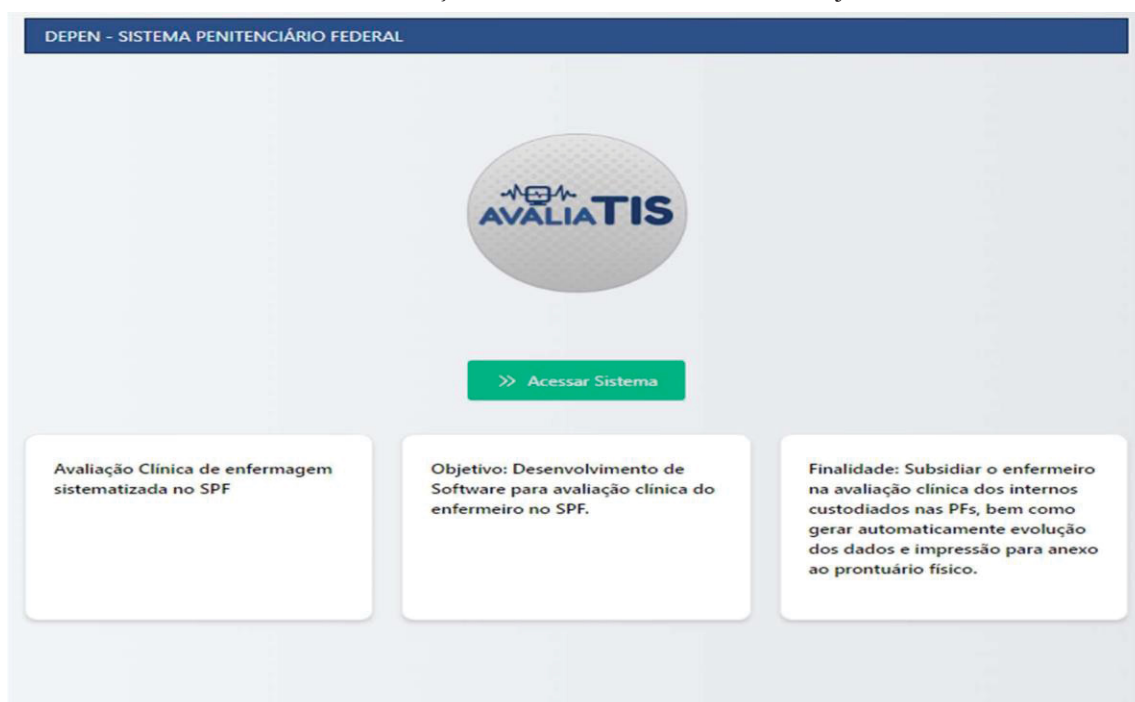 DEPEN - SISTEMA PENITENCIÁRIO FEDERAL
AVALIATIS
Acessar Sistema
Avaliação Clínica de enfermagem
sistematizada no SPF
Objetivo: Desenvolvimento de
Software para avaliação clínica do
enfermeiro no SPF.
Finalidade: Subsidiar o enfermeiro
na avaliação clínica dos internos
custodiados nas PFs, bem como
gerar automaticamente evolução
dos dados e impressão para anexo
ao prontuário físico.